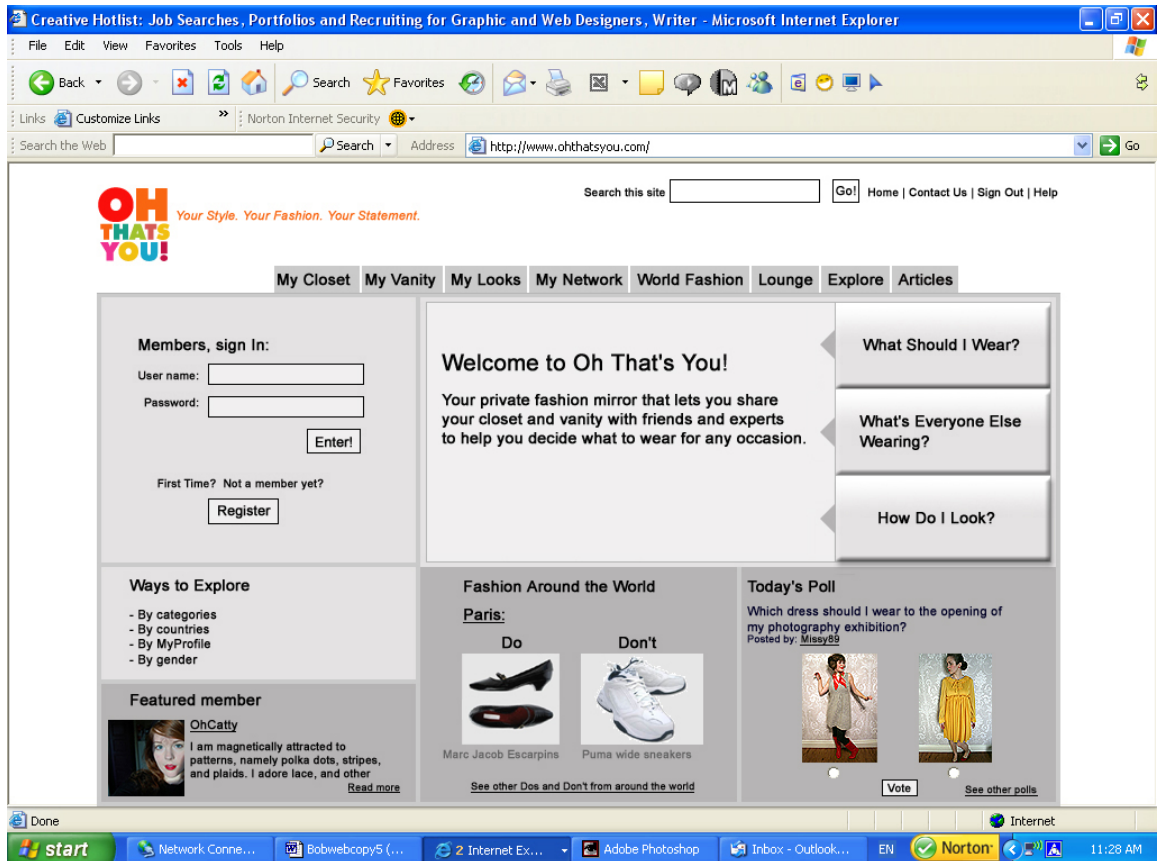 Creative Hotlist: Job Searches, Portfolios and Recruiting for Graphic and Web Designers, Writer - Microsoft Internet Explorer
File Edit View Favorites Tools Help
Back Search Favorites
Links Customize Links » Norton Internet Security
Search the Web Search Address http://www.ohthatsyou.com/ Go
Search this site Go! Home | Contact Us | Sign Out | Help
OH
THATS
YOU!
Your Style. Your Fashion. Your Statement.
My Closet My Vanity My Looks My Network World Fashion Lounge Explore Articles
Members, sign In:
User name:
Password:
Enter!
First Time? Not a member yet?
Register
Welcome to Oh That's You!
Your private fashion mirror that lets you share
your closet and vanity with friends and experts
to help you decide what to wear for any occasion.
What Should I Wear?
What's Everyone Else
Wearing?
How Do I Look?
Ways to Explore
- By categories
- By countries
- By MyProfile
- By gender
Featured member
OhCatty
I am magnetically attracted to
patterns, namely polka dots, stripes,
and plaids. I adore lace, and other
Read more
Fashion Around the World
Paris:
Do Don't
Marc Jacob Escarpins Puma wide sneakers
See other Dos and Don't from around the world
Today's Poll
Which dress should I wear to the opening of
my photography exhibition?
Posted by: Missy89
Vote See other polls
Done Internet
start Network Conne... Bobwebcopy5 (... 2 Internet Ex... Adobe Photoshop Inbox - Outlook... EN Norton 11:28 AM